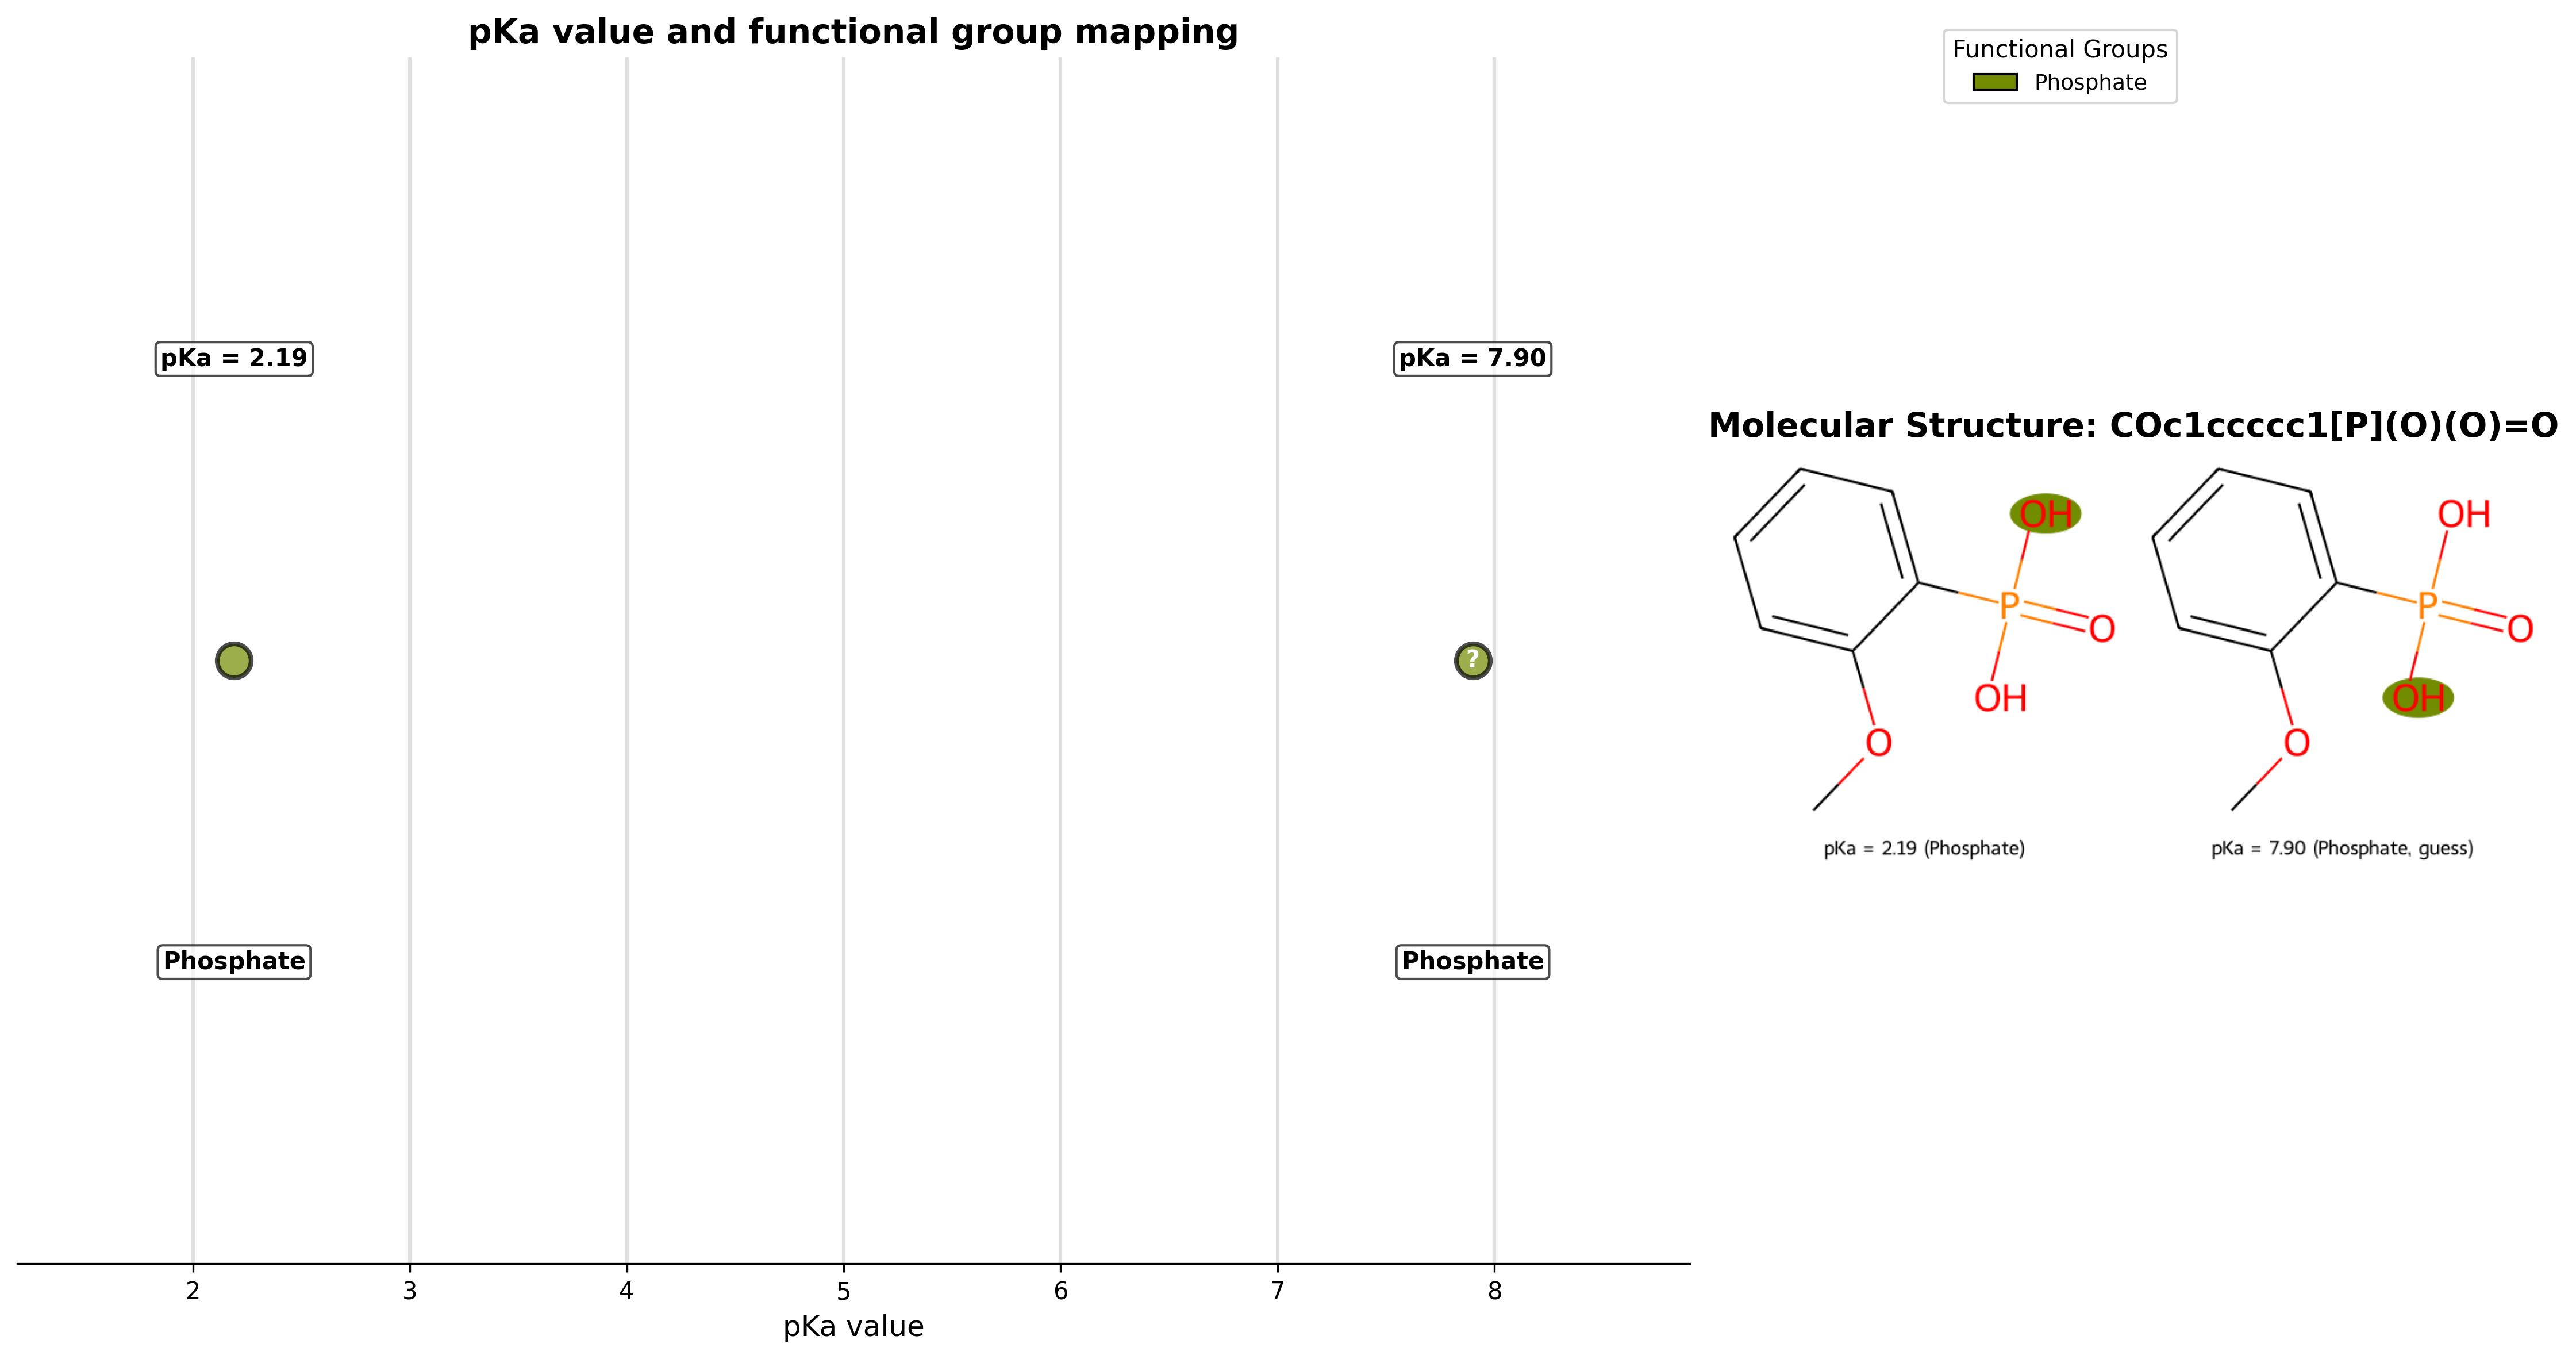 pKa value and functional group mapping
Functional Groups
Phosphate
pKa = 2.19
pKa = 7.90
?
Phosphate
Phosphate
2
3
4
5
6
7
8
pKa value
Molecular Structure: COc1ccccc1[P](O)(O)=O
OH
P
O
OH
O
OH
P
O
OH
O
pKa = 2.19 (Phosphate)
pKa = 7.90 (Phosphate, guess)